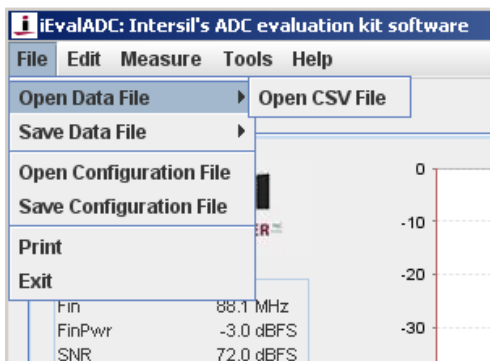 iEvalADC: Intersil's ADC evaluation kit software
File Edit Measure Tools Help
Open Data File
Open CSV File
Save Data File
Open Configuration File
Save Configuration File
Print
Exit
Fin 88.1 MHz
FinPwr -3.0 dBFS
SNR 72.0 dBFS
0
-10
-20
-30